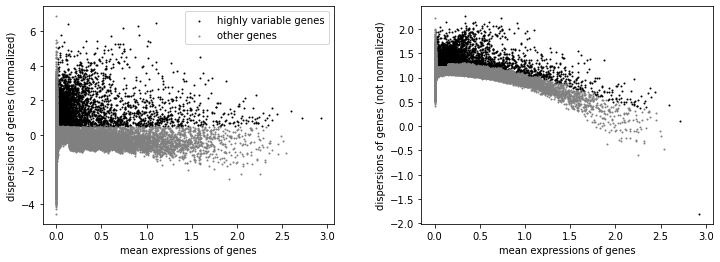 highly variable genes
other genes
dispersions of genes (normalized)
6
4
2
0
−2
−4
0.0 0.5 1.0 1.5 2.0 2.5 3.0
mean expressions of genes
dispersions of genes (not normalized)
2.0
1.5
1.0
0.5
0.0
−0.5
−1.0
−1.5
−2.0
0.0 0.5 1.0 1.5 2.0 2.5 3.0
mean expressions of genes